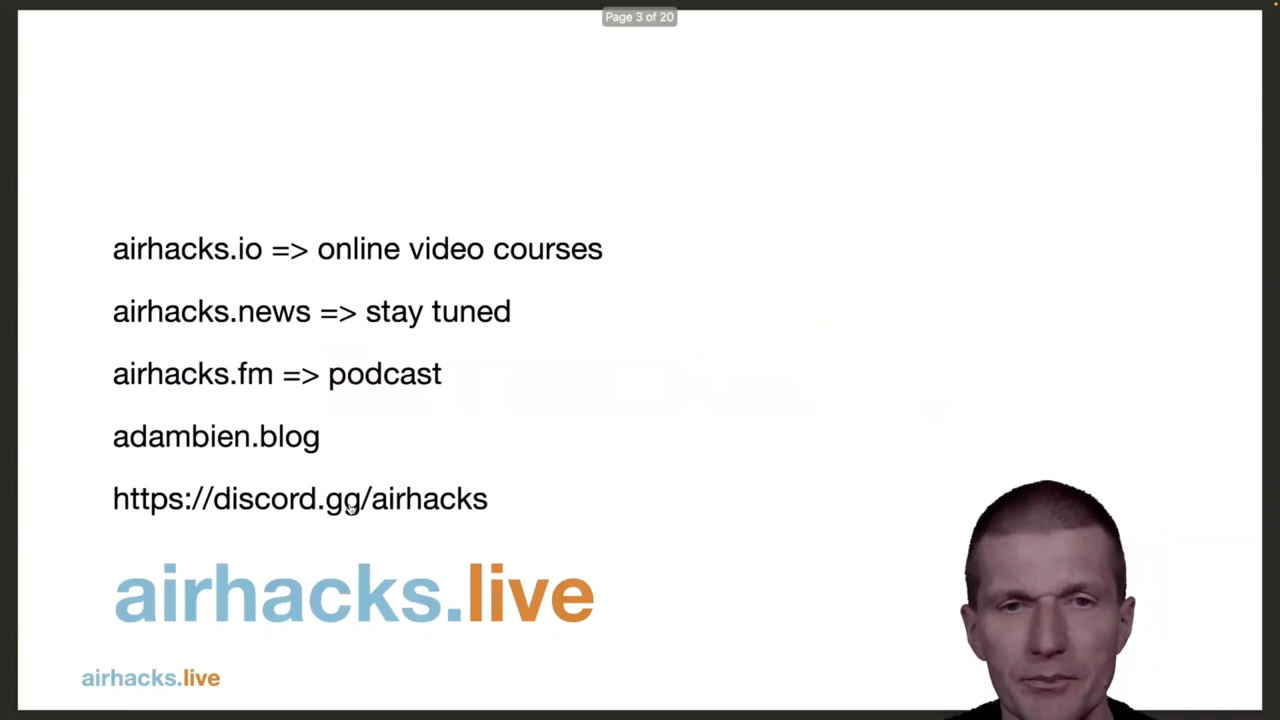 Page 3 of 20
airhacks.io => online video courses
airhacks.news => stay tuned
airhacks.fm => podcast
adambien.blog
https://discord.gg/airhacks
airhacks.live
airhacks.live